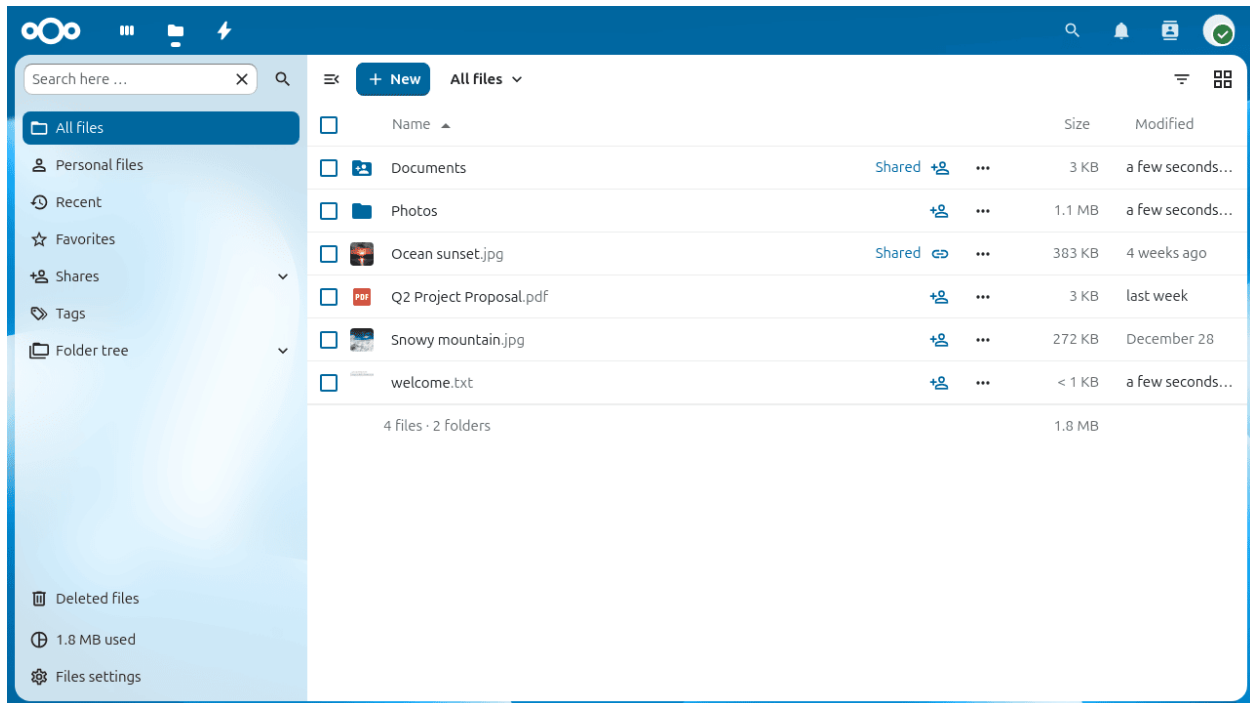 Search here ...
New
All files
All files
Personal files
Recent
Favorites
Shares
Tags
Folder tree
Deleted files
1.8 MB used
Files settings
Name Size Modified
Documents Shared 3 KB a few seconds...
Photos 1.1 MB a few seconds...
Ocean sunset.jpg Shared 383 KB 4 weeks ago
PDF Q2 Project Proposal.pdf 3 KB last week
Snowy mountain.jpg 272 KB December 28
welcome.txt < 1 KB a few seconds...
4 files · 2 folders 1.8 MB